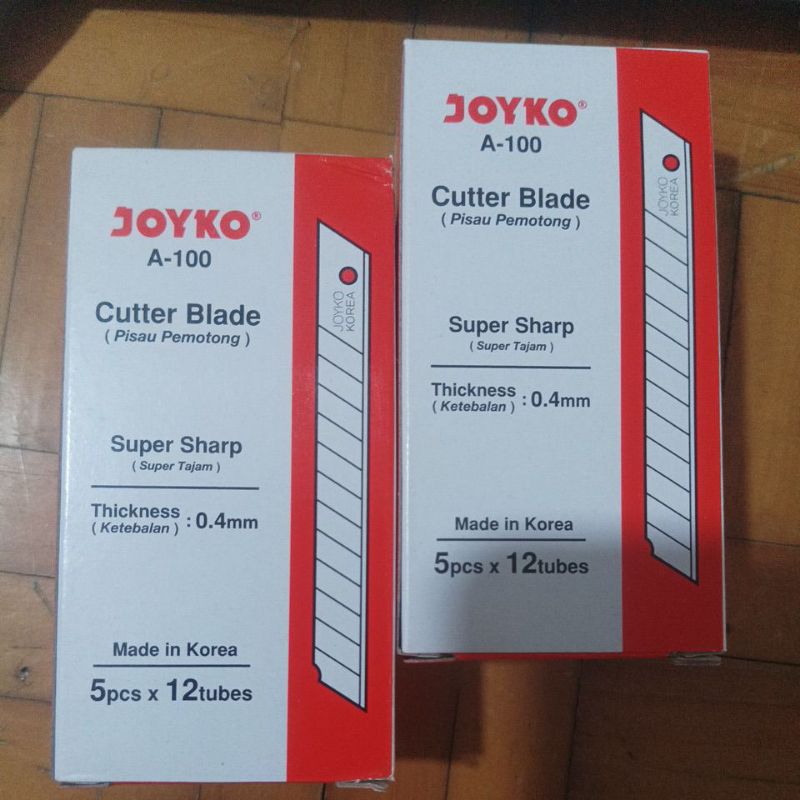 JOYKO®
A-100
Cutter Blade
( Pisau Pemotong )
Super Sharp
( Super Tajam )
Thickness : 0.4mm
( Ketebalan )
Made in Korea
5pcs x 12tubes
JOYKO
KOREA
JOYKO®
A-100
Cutter Blade
( Pisau Pemotong )
Super Sharp
( Super Tajam )
Thickness : 0.4mm
( Ketebalan )
Made in Korea
5pcs x 12tubes
JOYKO
KOREA